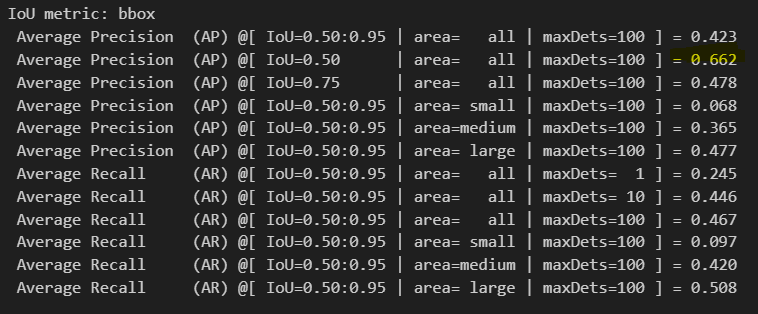 IoU metric: bbox
Average Precision  (AP) @[ IoU=0.50:0.95 | area=   all | maxDets=100 ] = 0.423
Average Precision  (AP) @[ IoU=0.50      | area=   all | maxDets=100 ] = 0.662
Average Precision  (AP) @[ IoU=0.75      | area=   all | maxDets=100 ] = 0.478
Average Precision  (AP) @[ IoU=0.50:0.95 | area= small | maxDets=100 ] = 0.068
Average Precision  (AP) @[ IoU=0.50:0.95 | area=medium | maxDets=100 ] = 0.365
Average Precision  (AP) @[ IoU=0.50:0.95 | area= large | maxDets=100 ] = 0.477
Average Recall     (AR) @[ IoU=0.50:0.95 | area=   all | maxDets=  1 ] = 0.245
Average Recall     (AR) @[ IoU=0.50:0.95 | area=   all | maxDets= 10 ] = 0.446
Average Recall     (AR) @[ IoU=0.50:0.95 | area=   all | maxDets=100 ] = 0.467
Average Recall     (AR) @[ IoU=0.50:0.95 | area= small | maxDets=100 ] = 0.097
Average Recall     (AR) @[ IoU=0.50:0.95 | area=medium | maxDets=100 ] = 0.420
Average Recall     (AR) @[ IoU=0.50:0.95 | area= large | maxDets=100 ] = 0.508